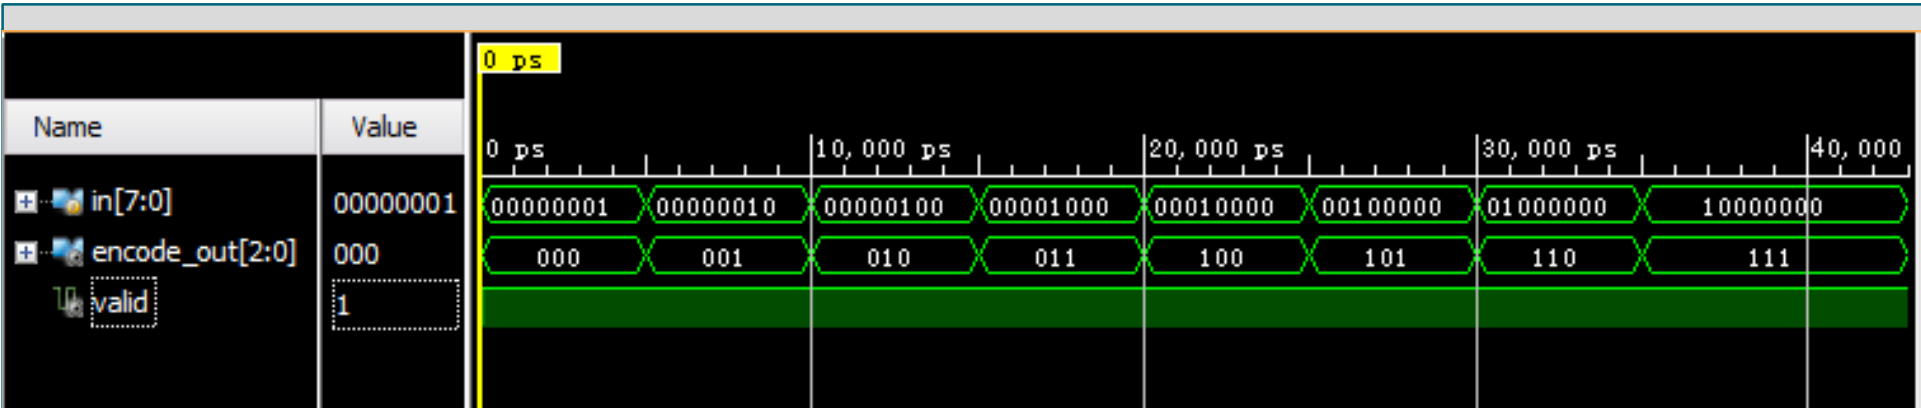 0 ps
Name Value
0 ps 10,000 ps 20,000 ps 30,000 ps 40,000
in[7:0] 00000001 00000001 00000010 00000100 00001000 00010000 00100000 01000000 10000000
encode_out[2:0] 000 000 001 010 011 100 101 110 111
valid 1